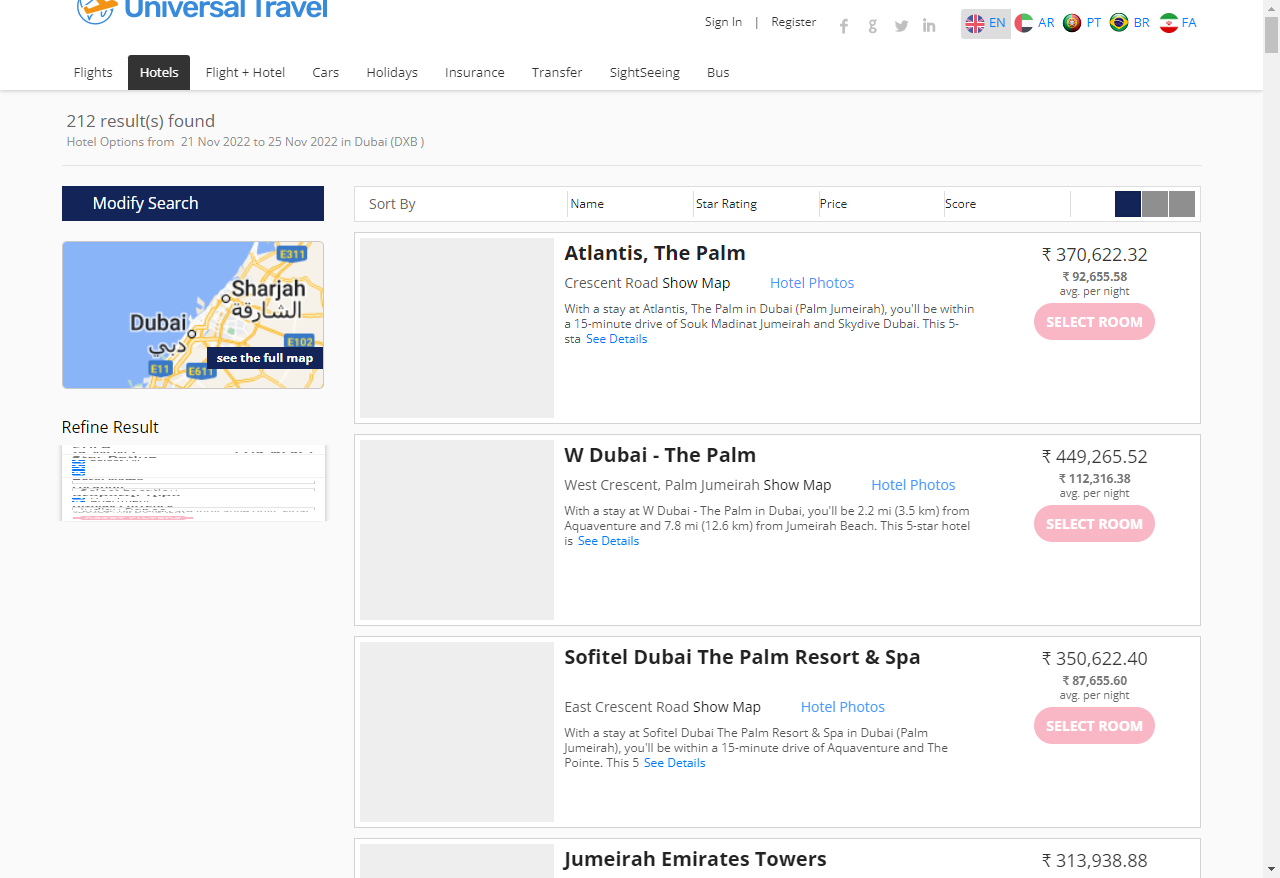 Universal Travel
Sign In | Register
EN AR PT BR FA
Flights Hotels Flight + Hotel Cars Holidays Insurance Transfer SightSeeing Bus
212 result(s) found
Hotel Options from 21 Nov 2022 to 25 Nov 2022 in Dubai (DXB )
Modify Search
Sort By Name Star Rating Price Score
E311
Sharjah
الشارقة
Dubai
دبي
E102
E11 E611
see the full map
Refine Result
Atlantis, The Palm
Crescent Road Show Map Hotel Photos
With a stay at Atlantis, The Palm in Dubai (Palm Jumeirah), you'll be within
a 15-minute drive of Souk Madinat Jumeirah and Skydive Dubai. This 5-
sta See Details
₹ 370,622.32
₹ 92,655.58
avg. per night
SELECT ROOM
W Dubai - The Palm
West Crescent, Palm Jumeirah Show Map Hotel Photos
With a stay at W Dubai - The Palm in Dubai, you'll be 2.2 mi (3.5 km) from
Aquaventure and 7.8 mi (12.6 km) from Jumeirah Beach. This 5-star hotel
is See Details
₹ 449,265.52
₹ 112,316.38
avg. per night
SELECT ROOM
Sofitel Dubai The Palm Resort & Spa
East Crescent Road Show Map Hotel Photos
With a stay at Sofitel Dubai The Palm Resort & Spa in Dubai (Palm
Jumeirah), you'll be within a 15-minute drive of Aquaventure and The
Pointe. This 5 See Details
₹ 350,622.40
₹ 87,655.60
avg. per night
SELECT ROOM
Jumeirah Emirates Towers
₹ 313,938.88